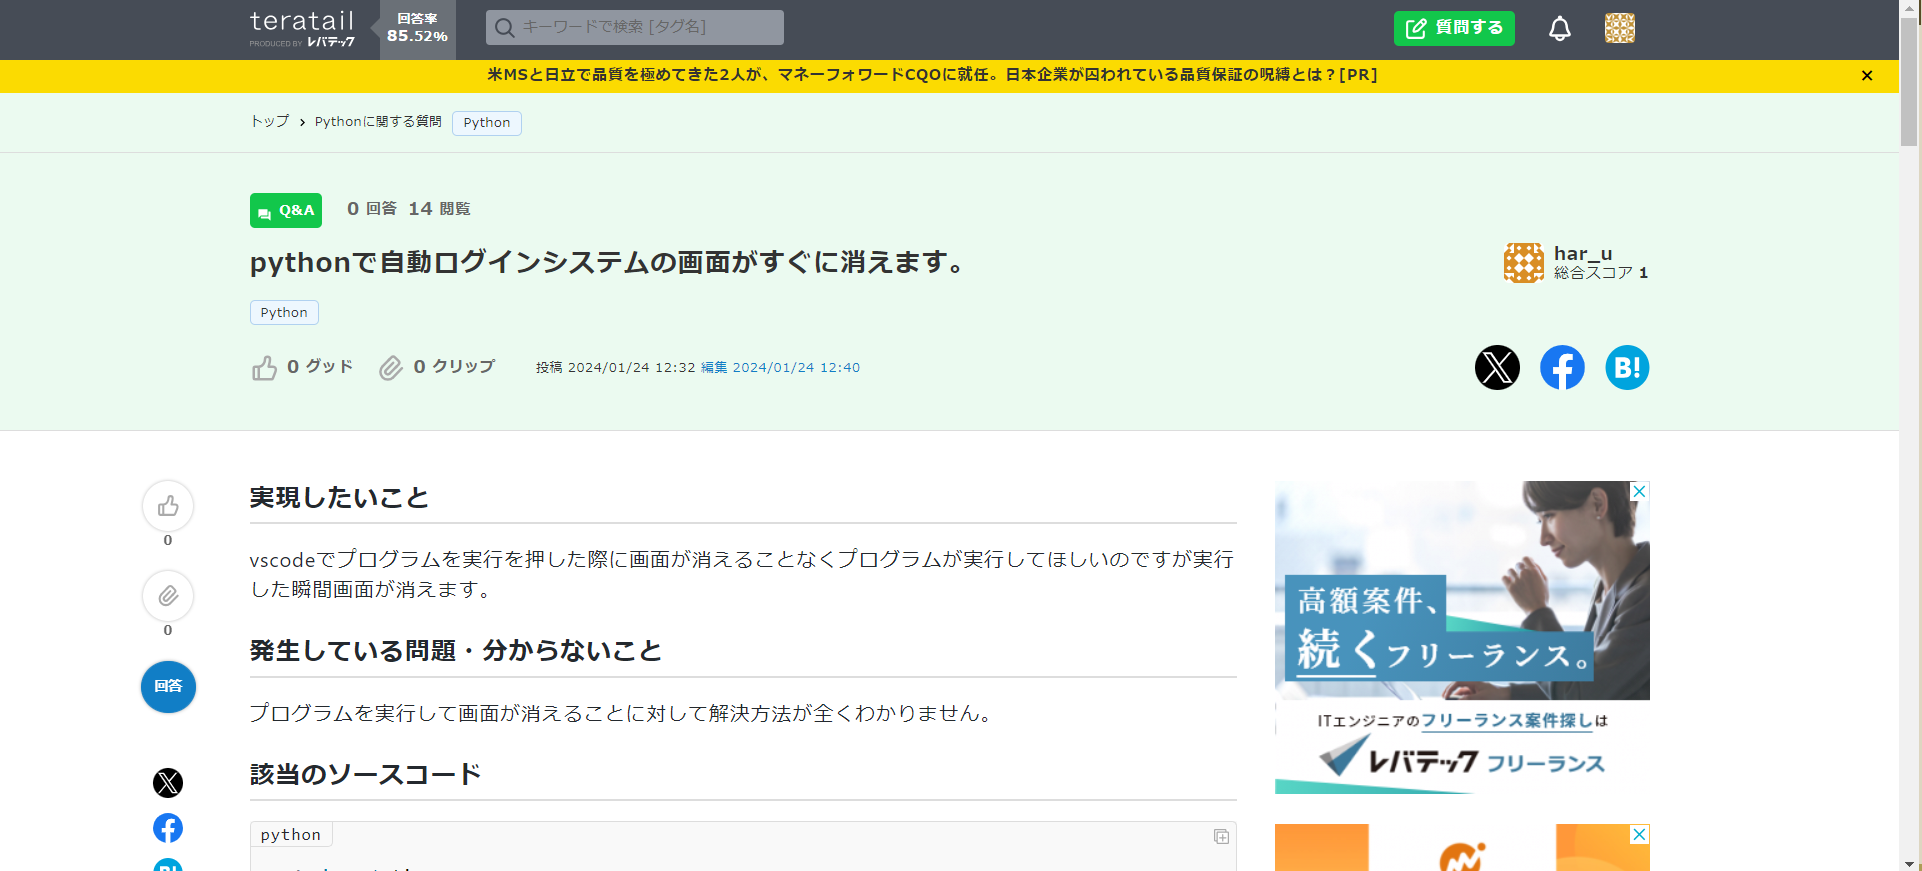 teratail
PRODUCED BY レバテック
回答率
85.52%
キーワードで検索 [タグ名]
質問する
米MSと日立で品質を極めてきた2人が、マネーフォワードCQOに就任。日本企業が囚われている品質保証の呪縛とは？[PR]
トップ Pythonに関する質問 Python
Q&A 0 回答 14 閲覧
pythonで自動ログインシステムの画面がすぐに消えます。
har_u
総合スコア 1
Python
0 グッド 0 クリップ 投稿 2024/01/24 12:32 編集 2024/01/24 12:40
B!
実現したいこと
0
vscodeでプログラムを実行を押した際に画面が消えることなくプログラムが実行してほしいのですが実行
した瞬間画面が消えます。
0
発生している問題・分からないこと
回答
プログラムを実行して画面が消えることに対して解決方法が全くわかりません。
該当のソースコード
python
高額案件、
続くフリーランス。
ITエンジニアのフリーランス案件探しは
レバテック フリーランス